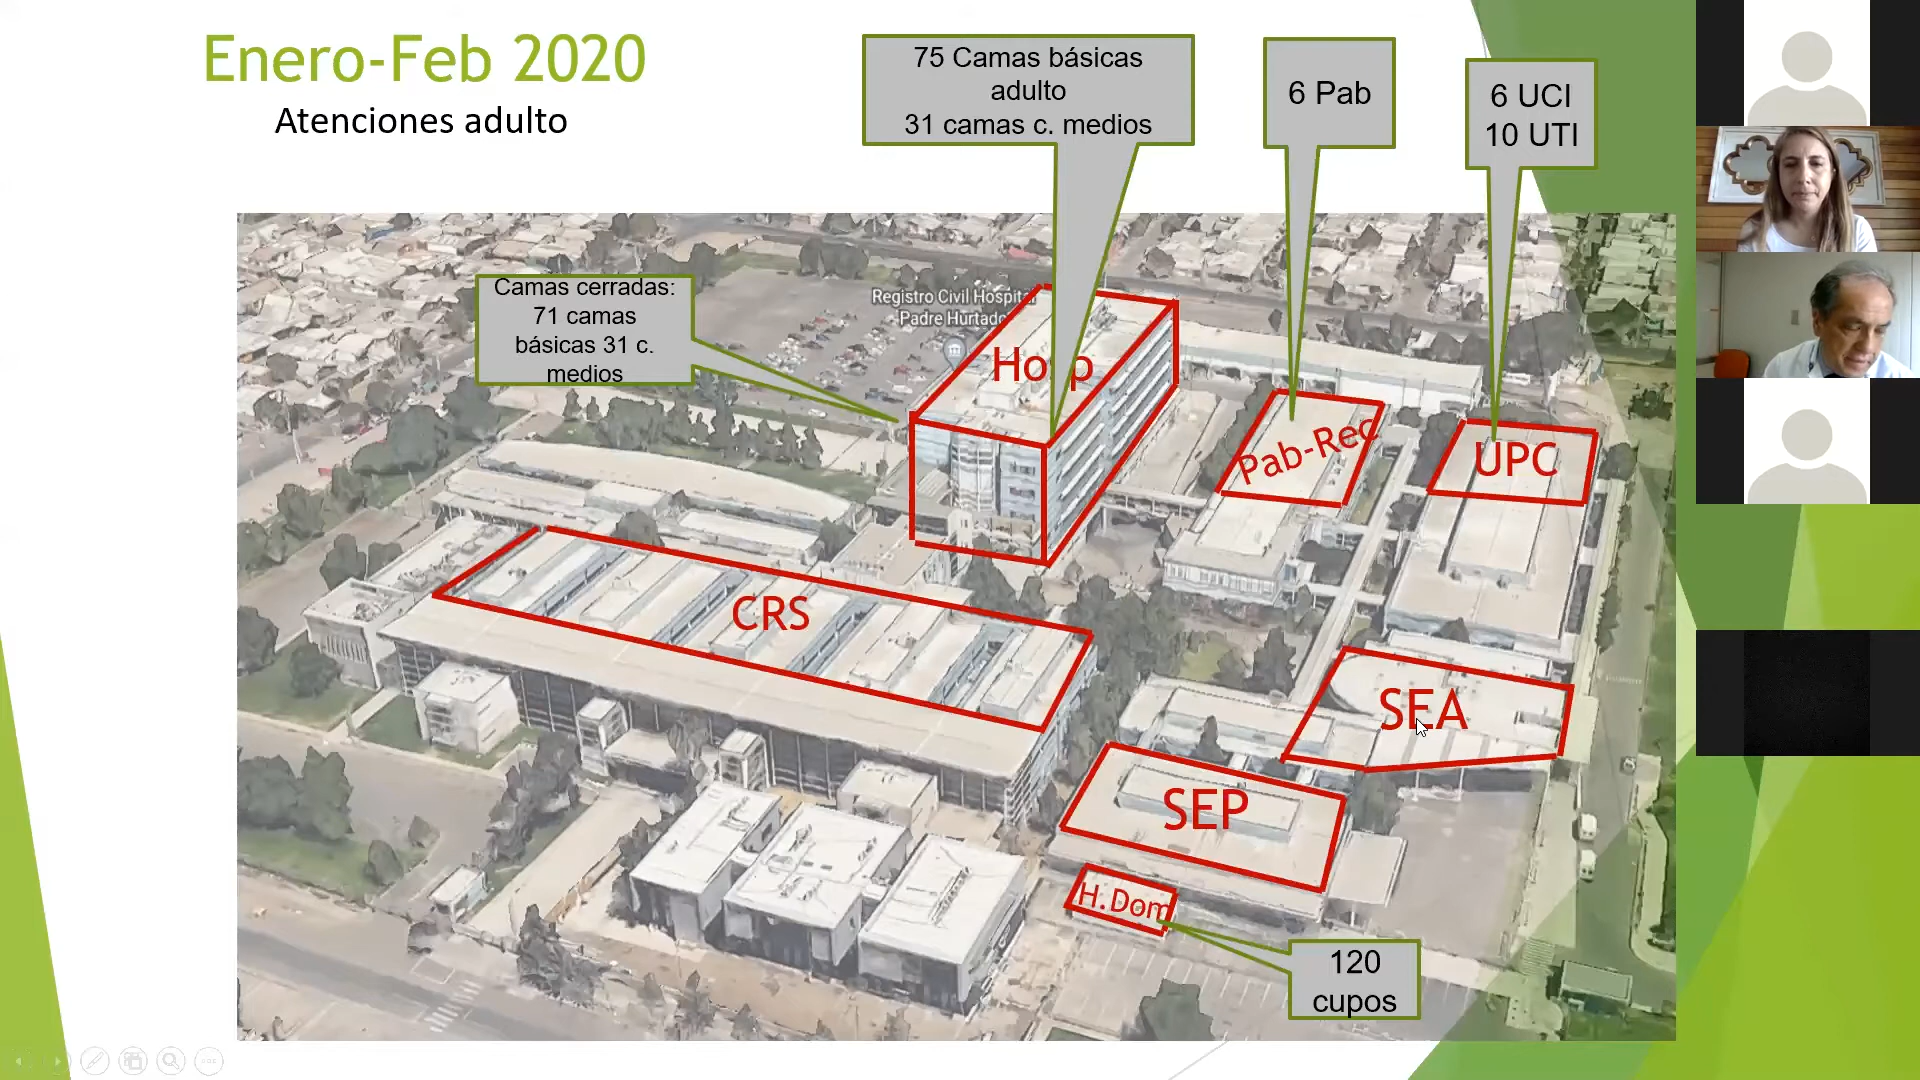 Enero-Feb 2020
Atenciones adulto
75 Camas básicas
adulto
31 camas c. medios
6 Pab
6 UCI
10 UTI
Camas cerradas:
71 camas
básicas 31 c.
medios
Registro Civil Hospital
Padre Hurtado
Hosp
Pab-Rec
UPC
CRS
SEA
SEP
H.Dom
120
cupos